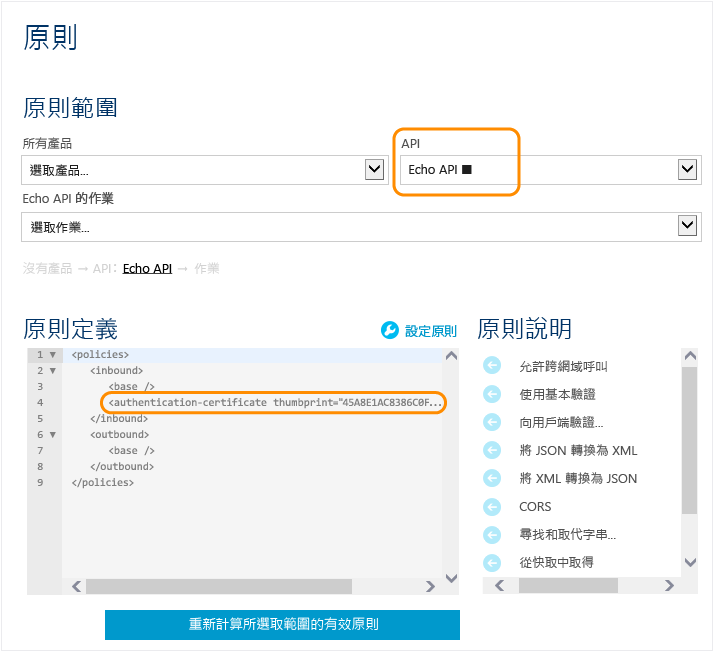 原則
原則範圍
所有產品
API
選取產品...
Echo API ■
Echo API 的作業
選取作業...
沒有產品 → API: Echo API → 作業
原則定義
設定原則
原則說明
1 ▼ <policies>
2 ▼ <inbound>
3 <base />
4 <authentication-certificate thumbprint="45A8E1AC8386C0F...
5 </inbound>
6 ▼ <outbound>
7 <base />
8 </outbound>
9 </policies>
允許跨網域呼叫
使用基本驗證
向用戶端驗證...
將 JSON 轉換為 XML
將 XML 轉換為 JSON
CORS
尋找和取代字串...
從快取中取得
重新計算所選取範圍的有效原則